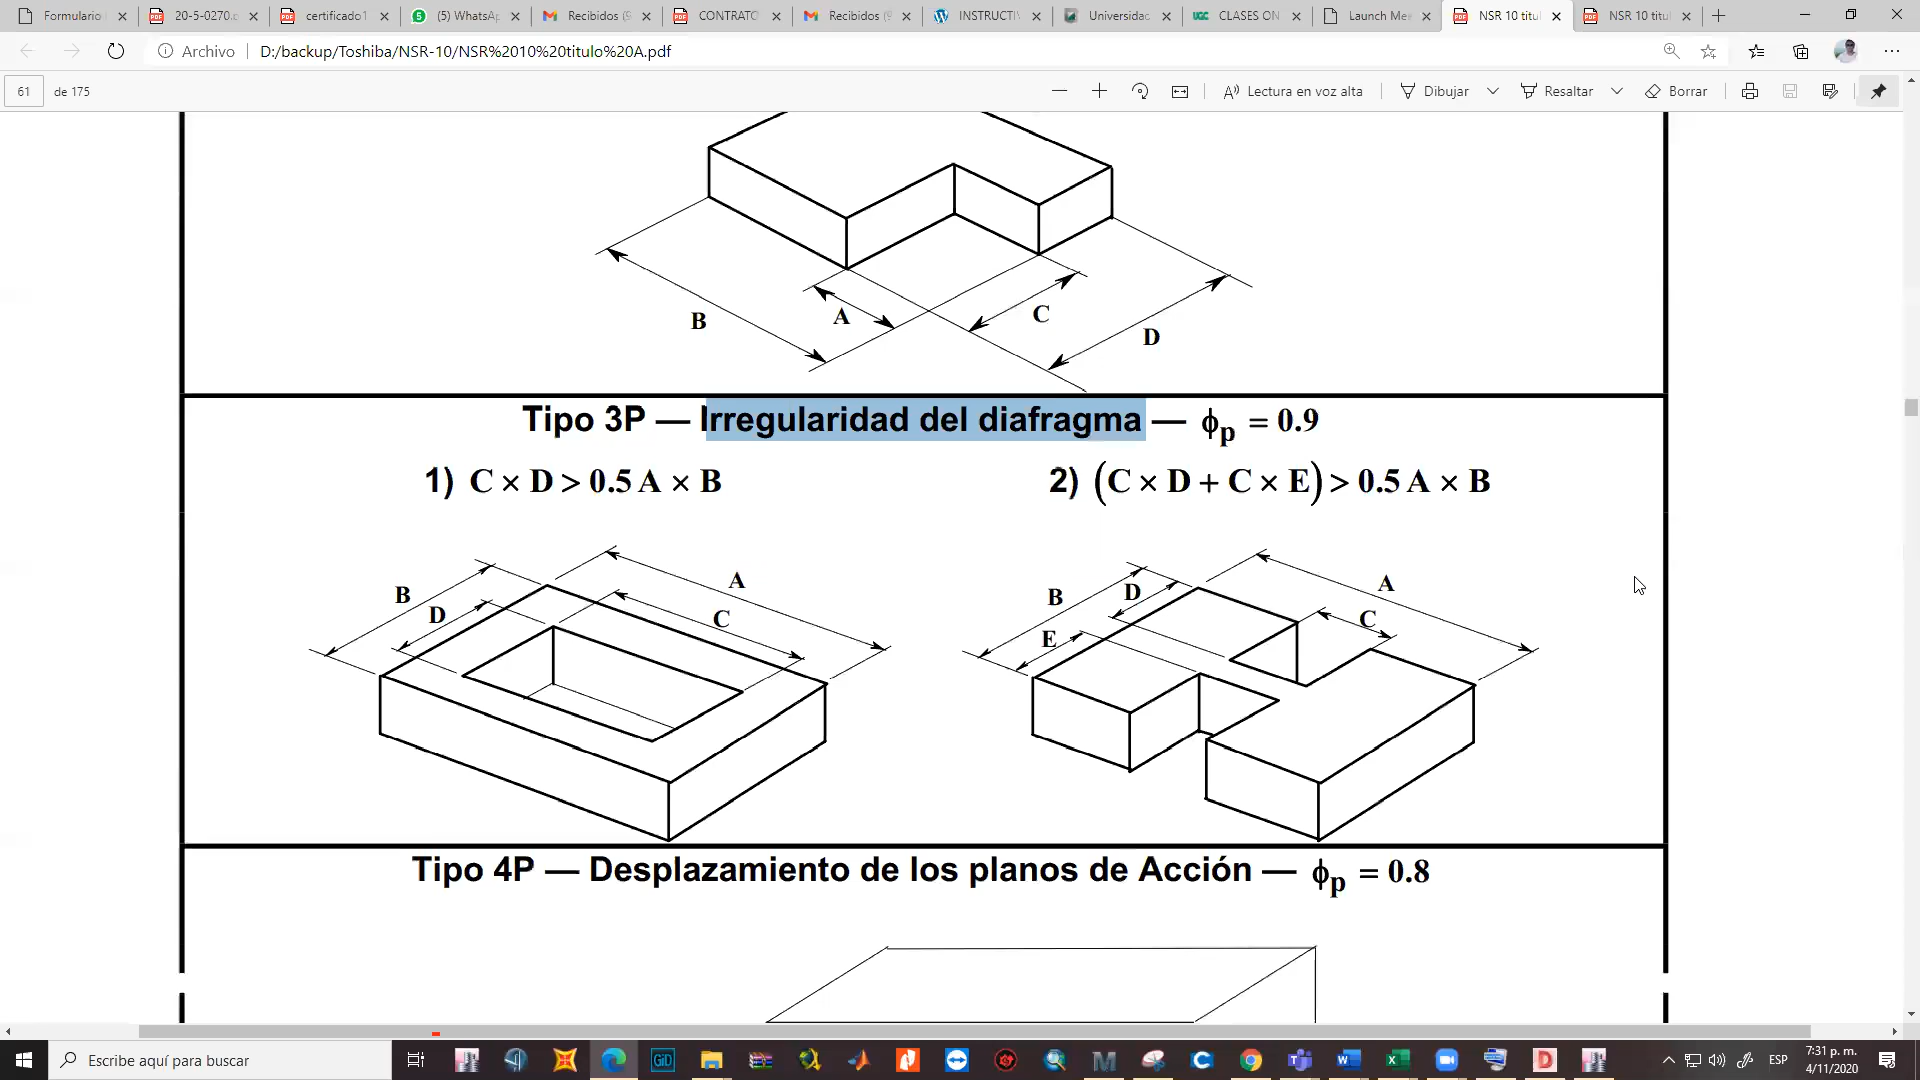 Formulario
20-5-0270.
certificado1
(5) WhatsAp
Recibidos (9
CONTRATO
Recibidos (9
INSTRUCTI
Universidad
CLASES ON
Launch Mee
NSR 10 titul
NSR 10 titul
Archivo
D:/backup/Toshiba/NSR-10/NSR%2010%20titulo%20A.pdf
61 de 175
Lectura en voz alta
Dibujar
Resaltar
Borrar
B
A
C
D
Tipo 3P — Irregularidad del diafragma — ϕp = 0.9
1) C × D > 0.5 A × B
2) (C × D + C × E) > 0.5 A × B
B
D
A
C
B
D
E
A
C
Tipo 4P — Desplazamiento de los planos de Acción — ϕp = 0.8
Escribe aquí para buscar
ESP
7:31 p. m.
4/11/2020